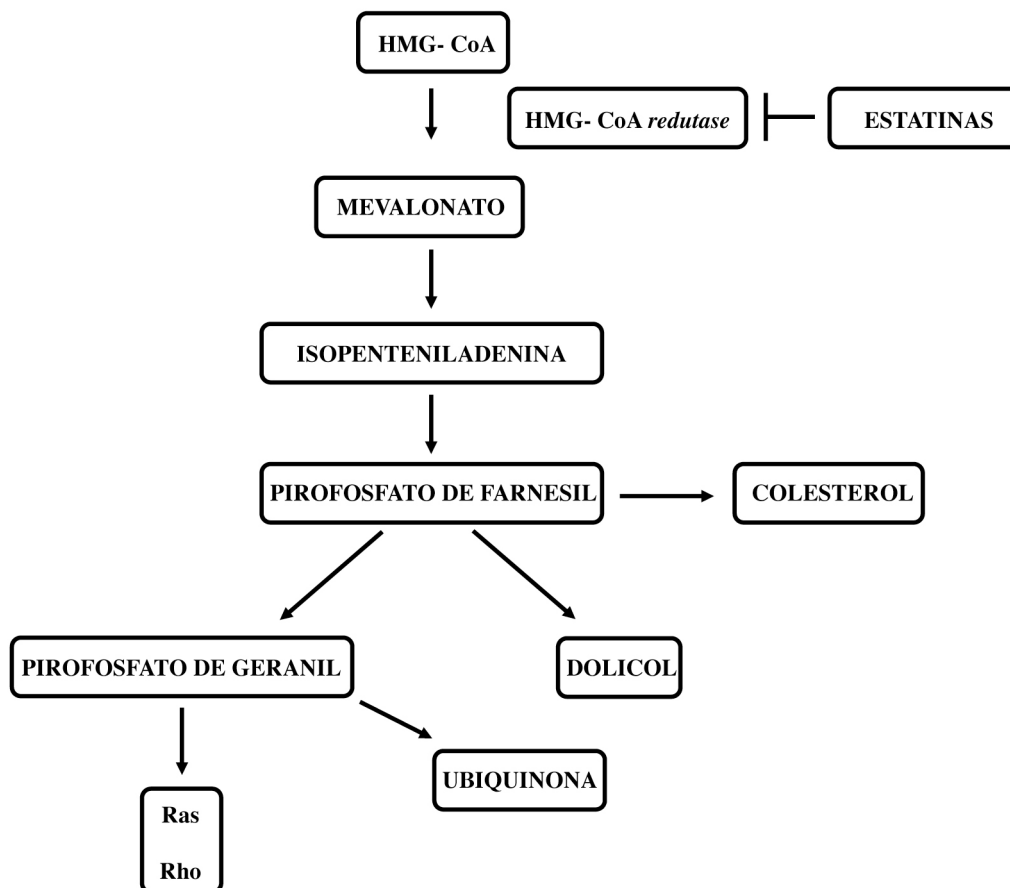 HMG- CoA
HMG- CoA redutase
ESTATINAS
MEVALONATO
ISOPENTENILADENINA
PIROFOSFATO DE FARNESIL
COLESTEROL
PIROFOSFATO DE GERANIL
DOLICOL
UBIQUINONA
Ras
Rho